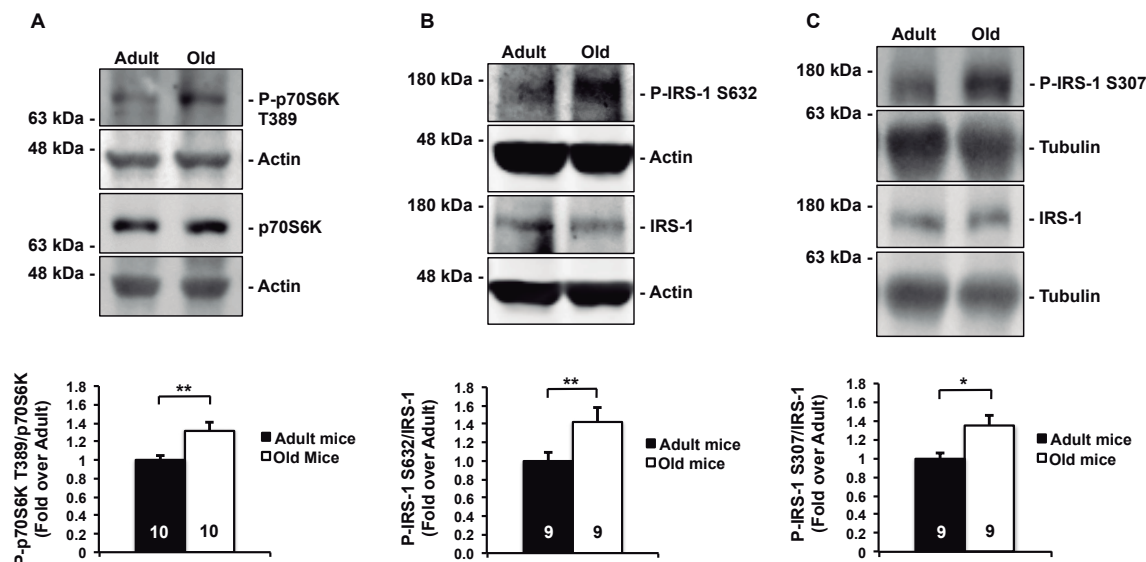 A
Adult Old
- P-p70S6K
T389
63 kDa -
48 kDa -
- Actin
- p70S6K
63 kDa -
48 kDa -
- Actin
P-p70S6K T389/p70S6K
(Fold over Adult)
1.8
1.6
1.4
1.2
1
0.8
0.6
0.4
0.2
0
**
10 10
Adult mice
Old Mice
B
Adult Old
180 kDa -
- P-IRS-1 S632
48 kDa -
- Actin
180 kDa -
- IRS-1
48 kDa -
- Actin
P-IRS-1 S632/IRS-1
(Fold over Adult)
1.8
1.6
1.4
1.2
1
0.8
0.6
0.4
0.2
0.0
**
9 9
Adult mice
Old mice
C
Adult Old
180 kDa -
- P-IRS-1 S307
63 kDa -
- Tubulin
180 kDa -
- IRS-1
63 kDa -
- Tubulin
P-IRS-1 S307/IRS-1
(Fold over Adult)
1.8
1.6
1.4
1.2
1
0.8
0.6
0.4
0.2
0
*
9 9
Adult mice
Old mice